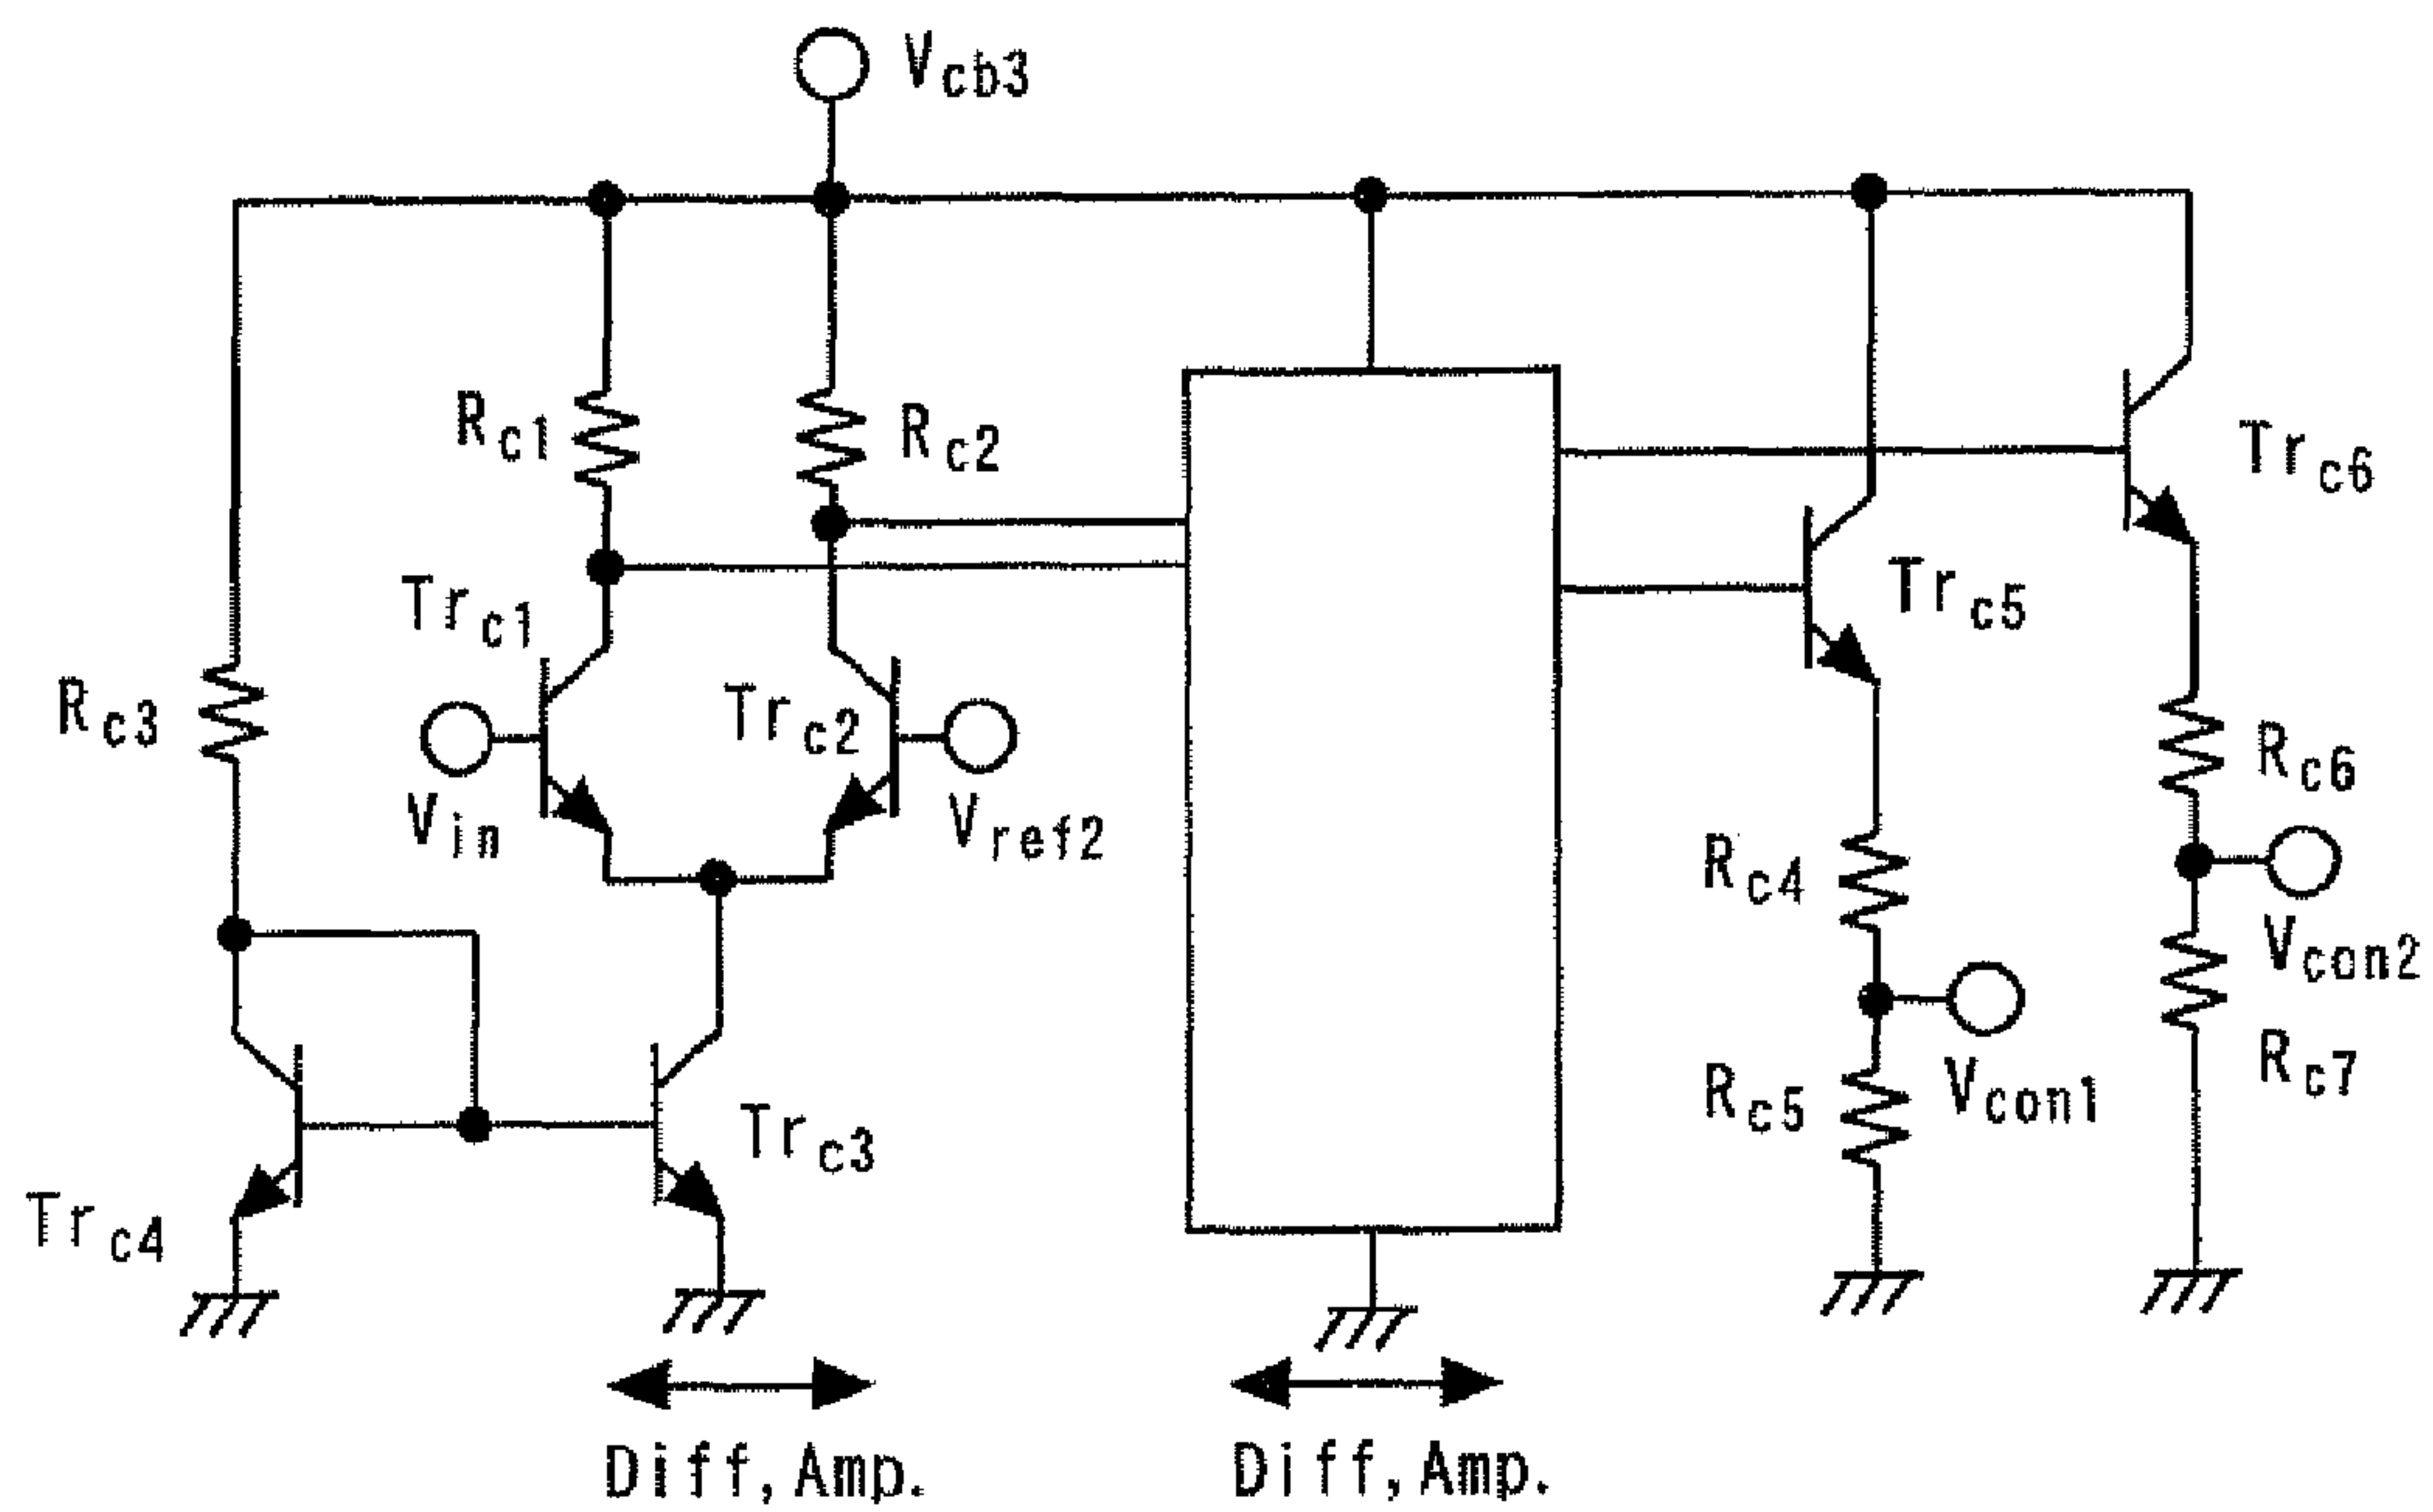 Vcb3
Rc1
Rc2
Trc6
Trc1
Trc5
Rc3
Trc2
Rc6
Vin
Vref2
Rc4
Vcon2
Rc7
Rc5
Vcon1
Trc3
Trc4
Diff,Amp.
Diff,Amp.